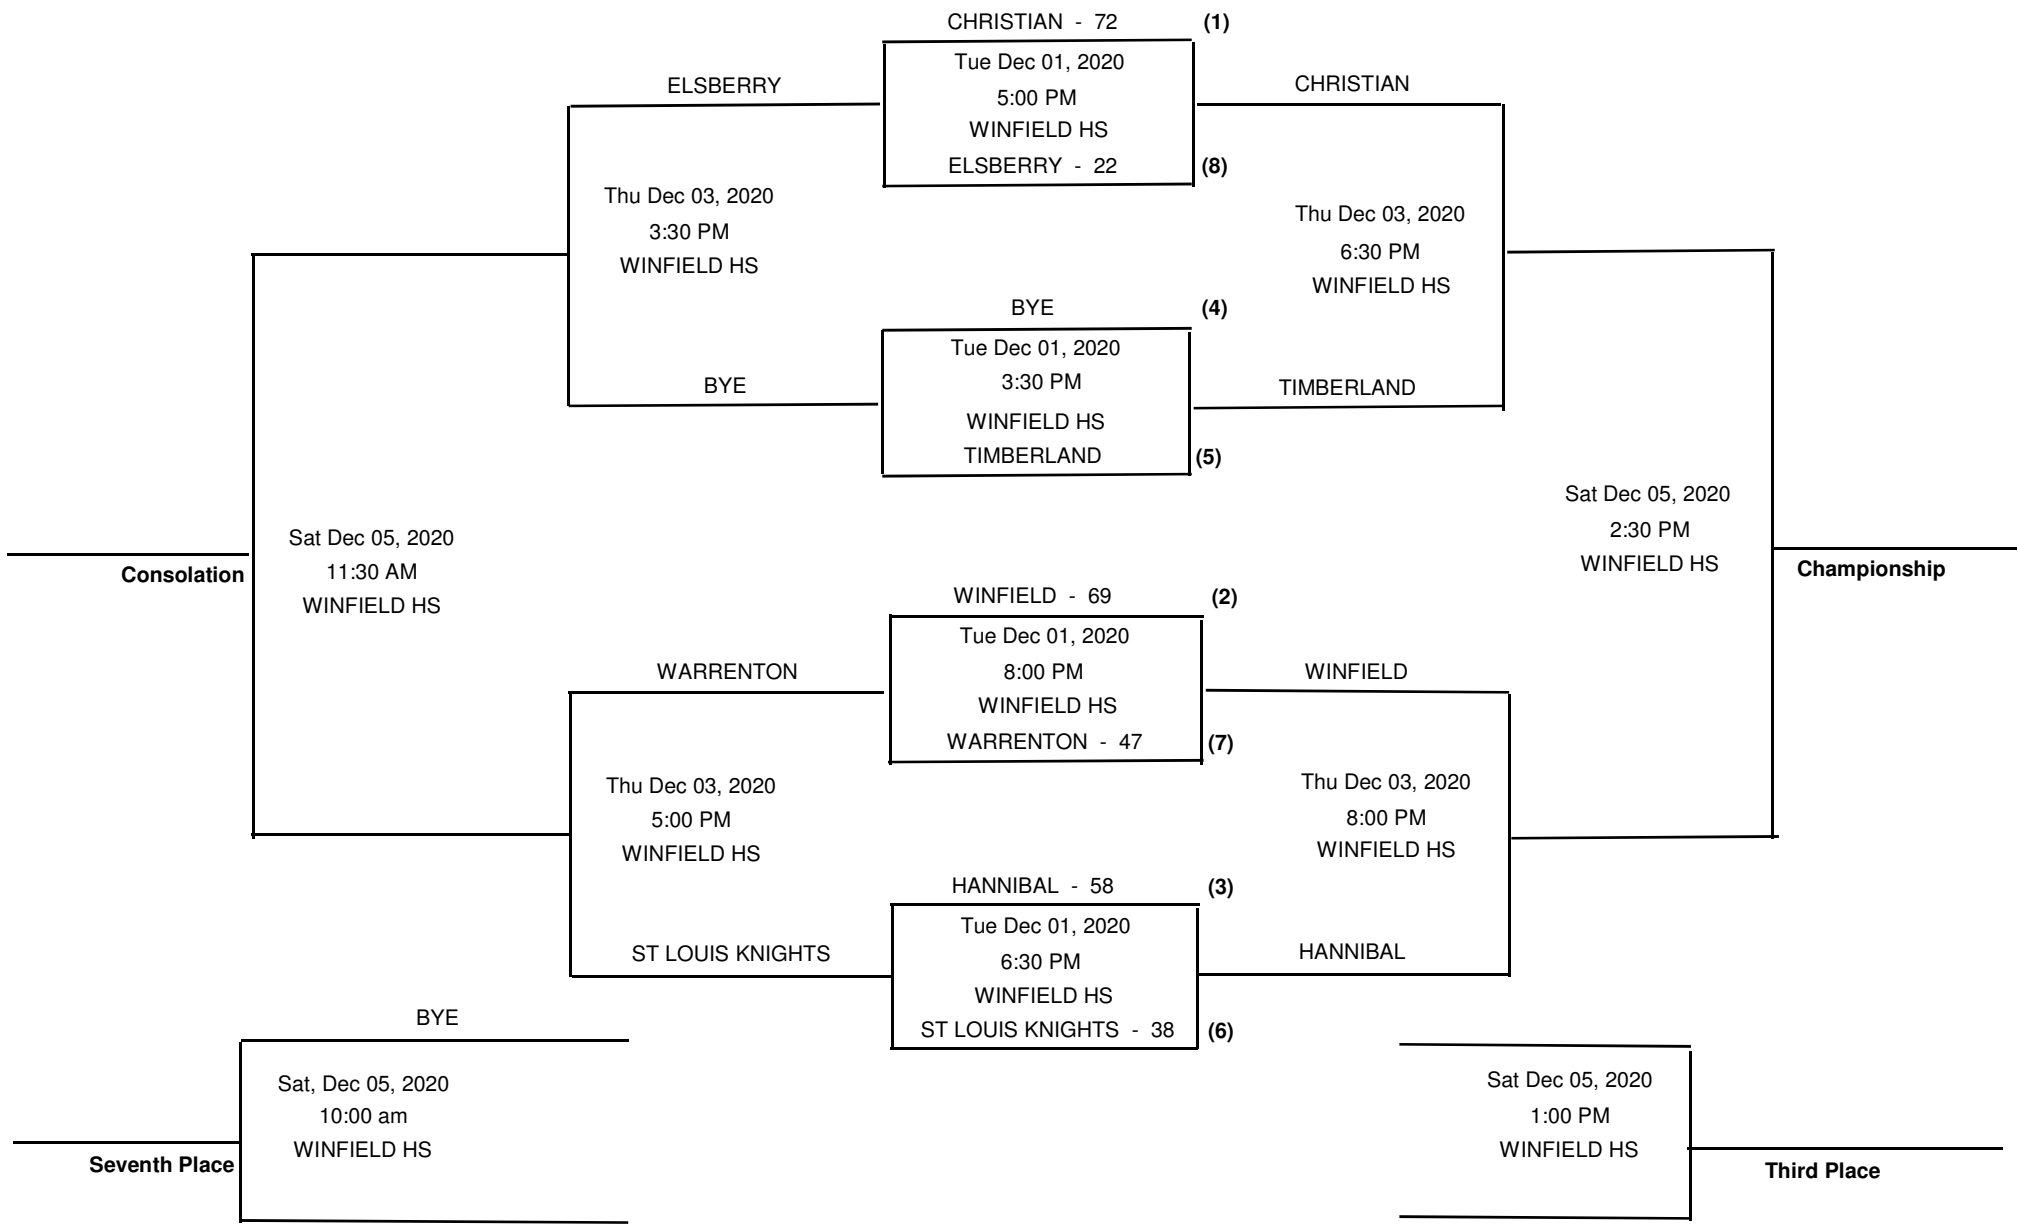 CHRISTIAN - 72 (1)
Tue Dec 01, 2020
5:00 PM
WINFIELD HS
ELSBERRY - 22 (8)
ELSBERRY
CHRISTIAN
Thu Dec 03, 2020
3:30 PM
WINFIELD HS
Thu Dec 03, 2020
6:30 PM
WINFIELD HS
BYE (4)
Tue Dec 01, 2020
3:30 PM
WINFIELD HS
TIMBERLAND (5)
BYE
TIMBERLAND
Sat Dec 05, 2020
11:30 AM
WINFIELD HS
Consolation
Sat Dec 05, 2020
2:30 PM
WINFIELD HS
Championship
WINFIELD - 69 (2)
Tue Dec 01, 2020
8:00 PM
WINFIELD HS
WARRENTON - 47 (7)
WARRENTON
WINFIELD
Thu Dec 03, 2020
5:00 PM
WINFIELD HS
Thu Dec 03, 2020
8:00 PM
WINFIELD HS
HANNIBAL - 58 (3)
Tue Dec 01, 2020
6:30 PM
WINFIELD HS
ST LOUIS KNIGHTS - 38 (6)
ST LOUIS KNIGHTS
HANNIBAL
BYE
Sat, Dec 05, 2020
10:00 am
WINFIELD HS
Seventh Place
Sat Dec 05, 2020
1:00 PM
WINFIELD HS
Third Place